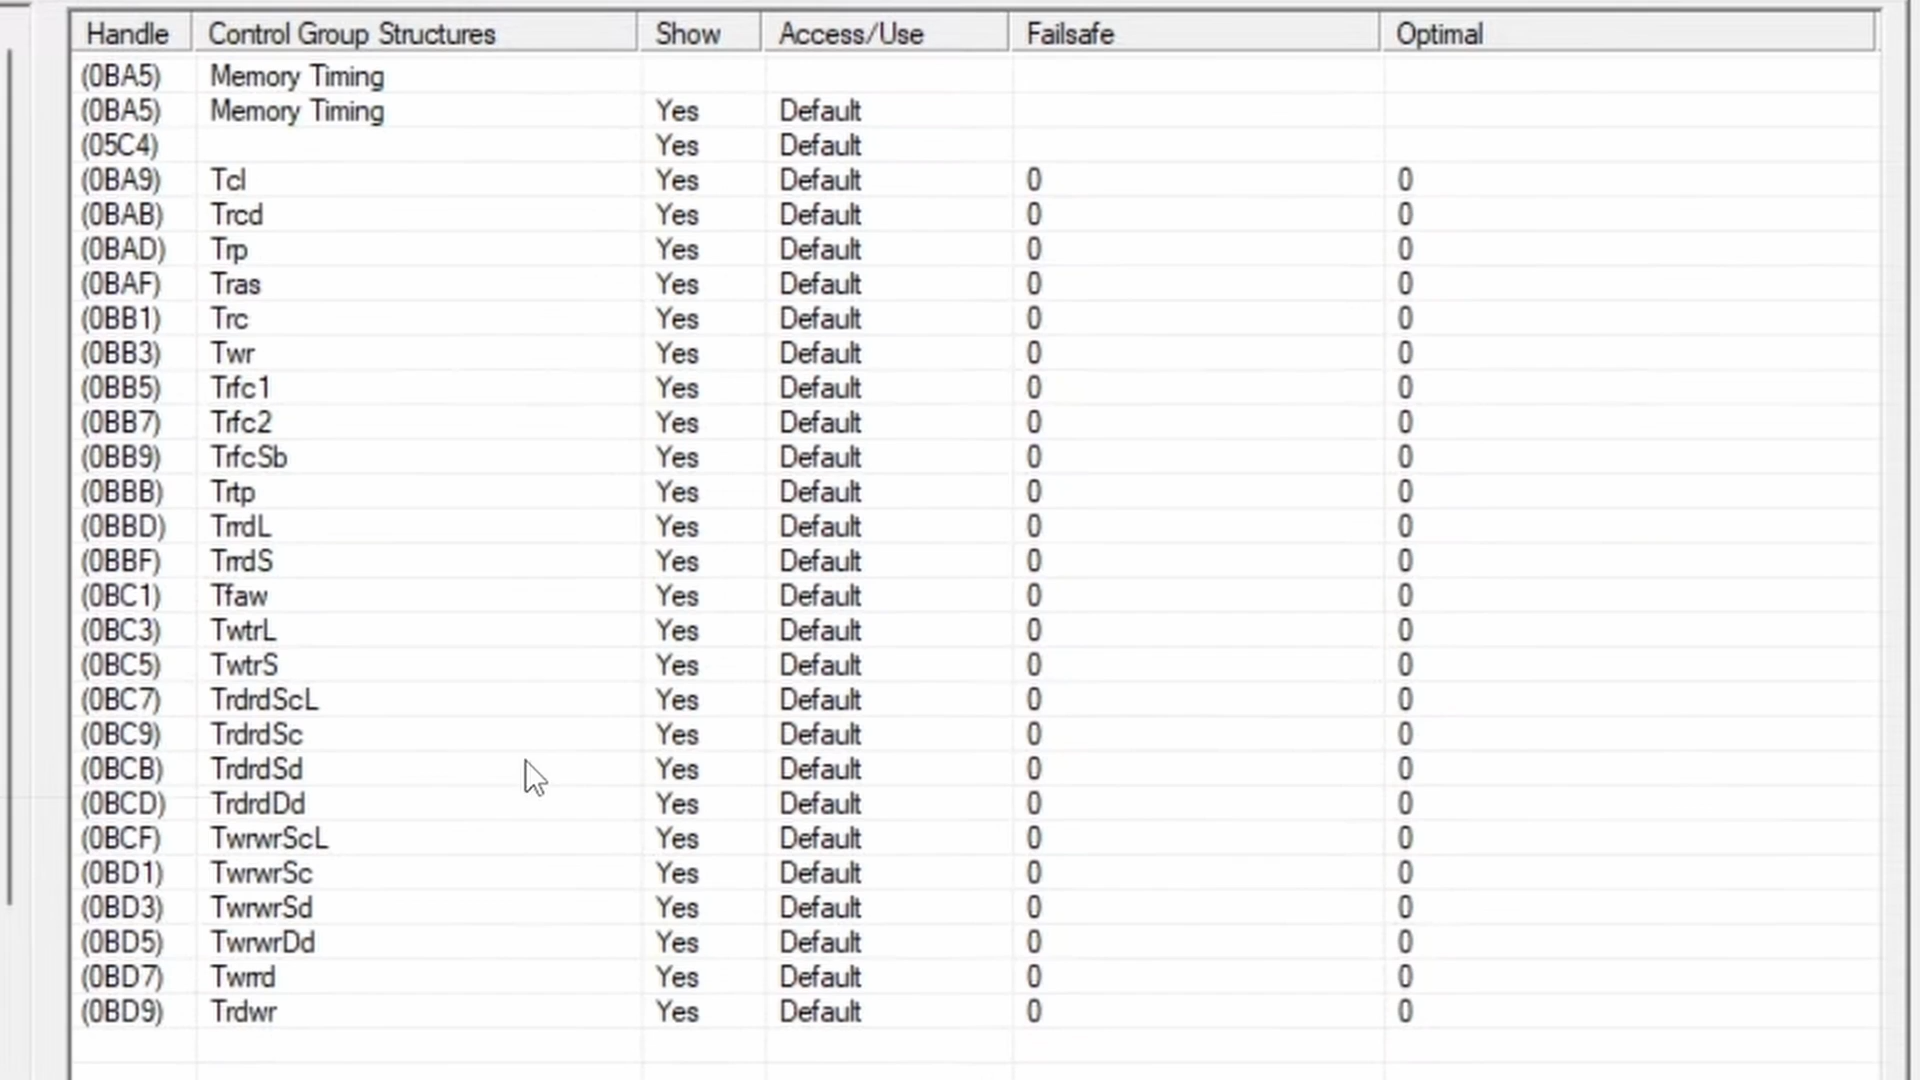 Handle Control Group Structures Show Access/Use Failsafe Optimal
(0BA5) Memory Timing
(0BA5) Memory Timing Yes Default
(05C4) Yes Default
(0BA9) Tcl Yes Default 0 0
(0BAB) Trcd Yes Default 0 0
(0BAD) Trp Yes Default 0 0
(0BAF) Tras Yes Default 0 0
(0BB1) Trc Yes Default 0 0
(0BB3) Twr Yes Default 0 0
(0BB5) Trfc1 Yes Default 0 0
(0BB7) Trfc2 Yes Default 0 0
(0BB9) TrfcSb Yes Default 0 0
(0BBB) Trtp Yes Default 0 0
(0BBD) TrrdL Yes Default 0 0
(0BBF) TrrdS Yes Default 0 0
(0BC1) Tfaw Yes Default 0 0
(0BC3) TwtrL Yes Default 0 0
(0BC5) TwtrS Yes Default 0 0
(0BC7) TrdrdScL Yes Default 0 0
(0BC9) TrdrdSc Yes Default 0 0
(0BCB) TrdrdSd Yes Default 0 0
(0BCD) TrdrdDd Yes Default 0 0
(0BCF) TwrwrScL Yes Default 0 0
(0BD1) TwrwrSc Yes Default 0 0
(0BD3) TwrwrSd Yes Default 0 0
(0BD5) TwrwrDd Yes Default 0 0
(0BD7) Twrrd Yes Default 0 0
(0BD9) Trdwr Yes Default 0 0